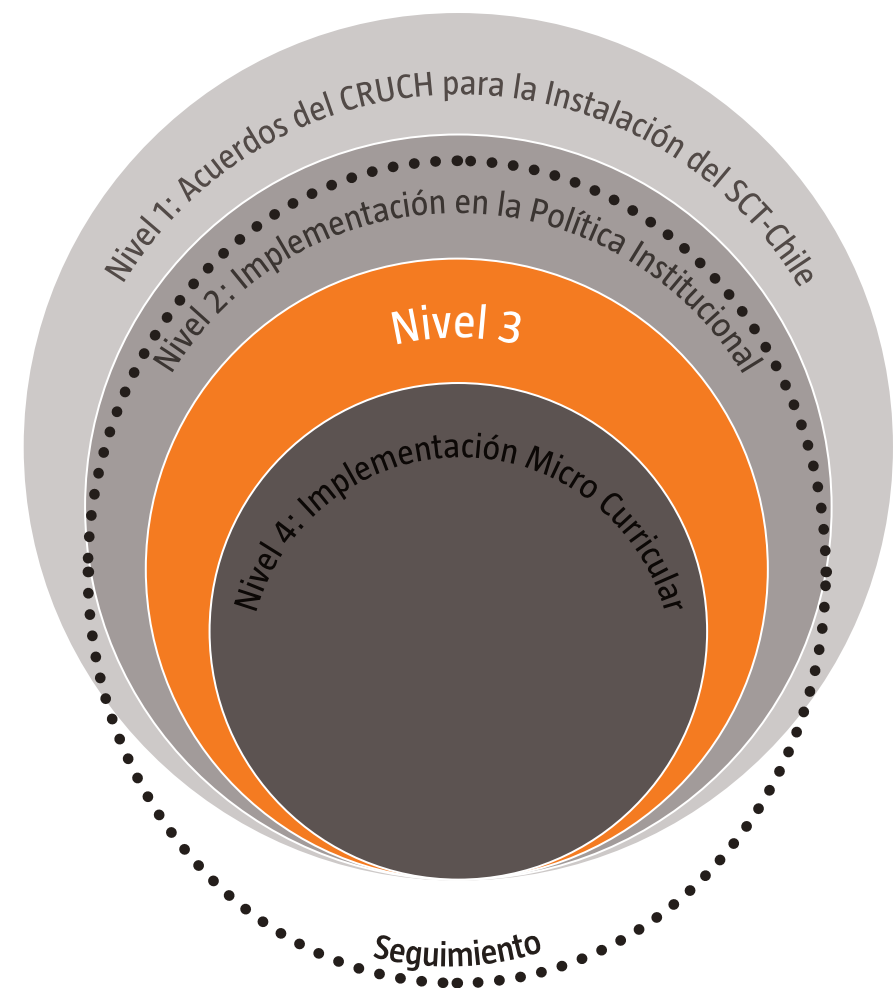 Nivel 1: Acuerdos del CRUCH para la Instalación del SCT-Chile
Nivel 2: Implementación en la Política Institucional
Nivel 3
Nivel 4: Implementación Micro Curricular
Seguimiento